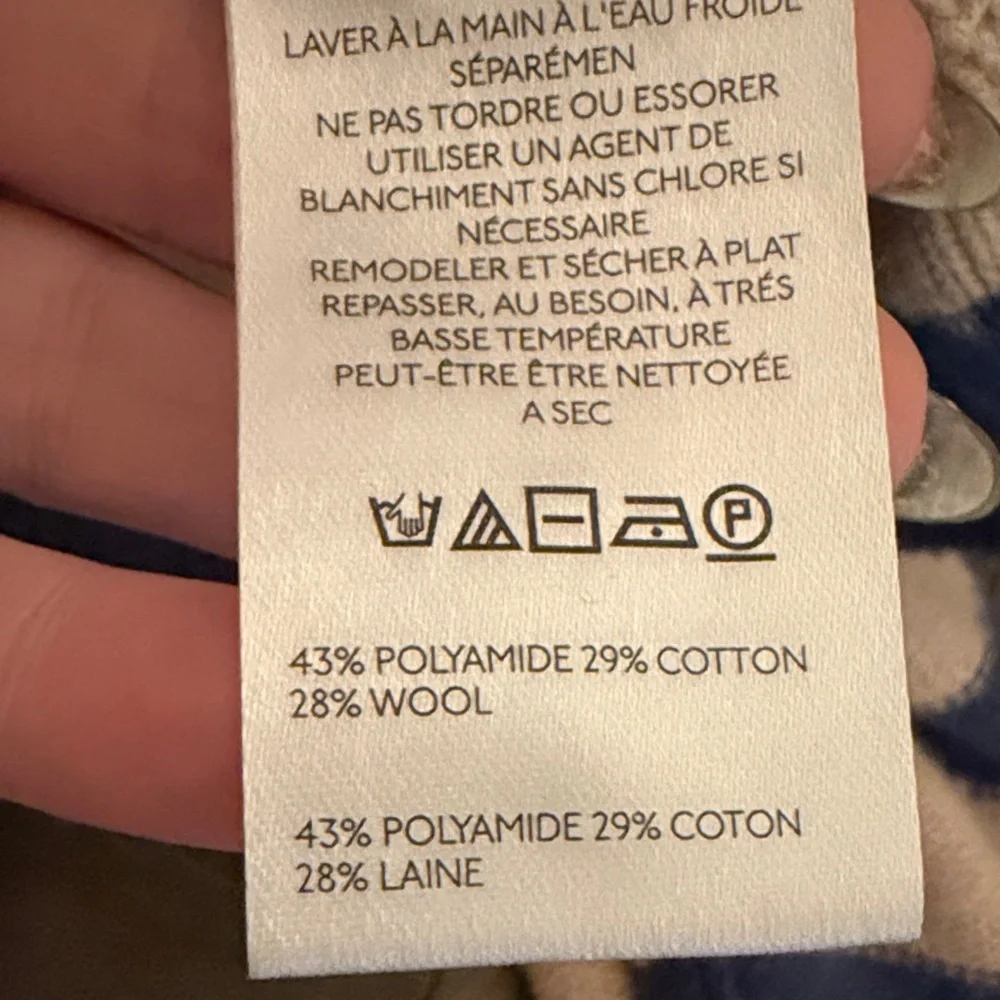 LAVER À LA MAIN À L'EAU FROIDE
SÉPARÉMEN
NE PAS TORDRE OU ESSORER
UTILISER UN AGENT DE
BLANCHIMENT SANS CHLORE SI
NÉCESSAIRE
REMODELER ET SÉCHER À PLAT
REPASSER, AU BESOIN, À TRÉS
BASSE TEMPÉRATURE
PEUT-ÊTRE ÊTRE NETTOYÉE
A SEC
P
43% POLYAMIDE 29% COTTON
28% WOOL
43% POLYAMIDE 29% COTON
28% LAINE